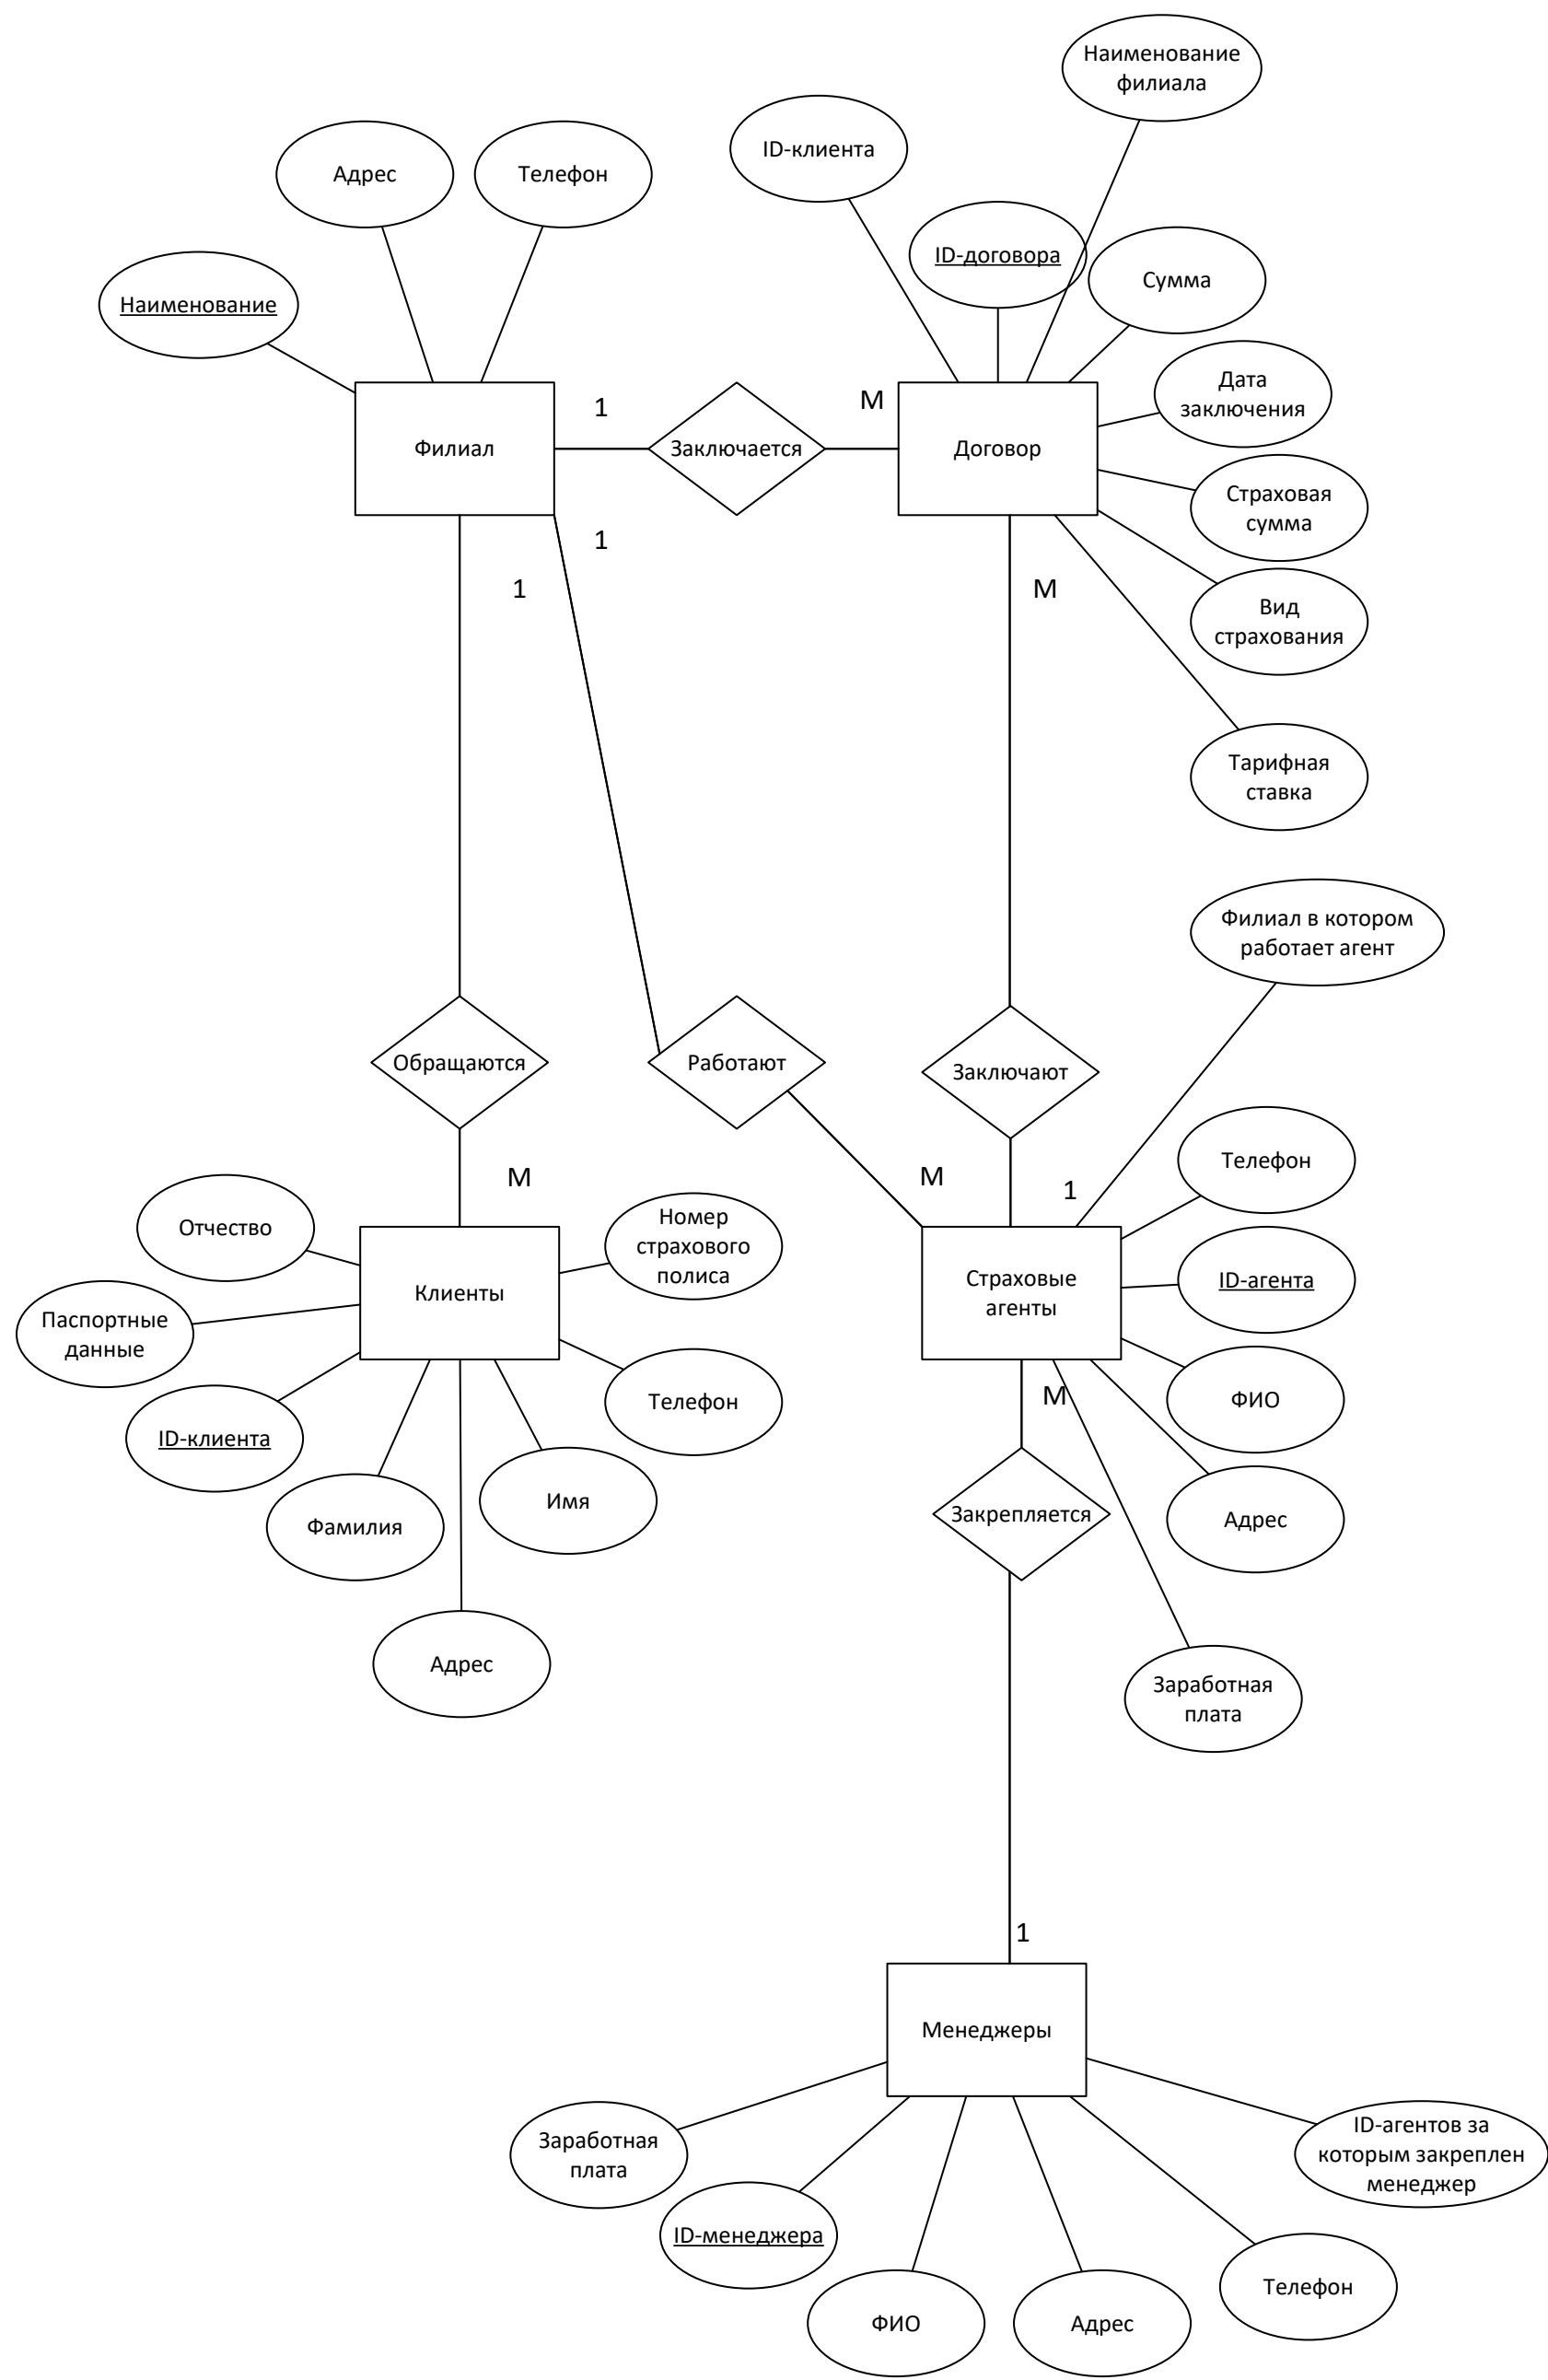 Наименование
филиала
ID-клиента
Адрес
Телефон
ID-договора
Сумма
Наименование
Дата
заключения
1
М
Филиал
Заключается
Договор
Страховая
сумма
1
1
М
Вид
страхования
Тарифная
ставка
Филиал в котором
работает агент
Обращаются
Работают
Заключают
Телефон
М
М
1
Отчество
Номер
страхового
полиса
Клиенты
Страховые
агенты
ID-агента
Паспортные
данные
Телефон
М
ФИО
ID-клиента
Имя
Закрепляется
Адрес
Фамилия
Адрес
Заработная
плата
1
Менеджеры
Заработная
плата
ID-агентов за
которым закреплен
менеджер
ID-менеджера
Телефон
ФИО
Адрес